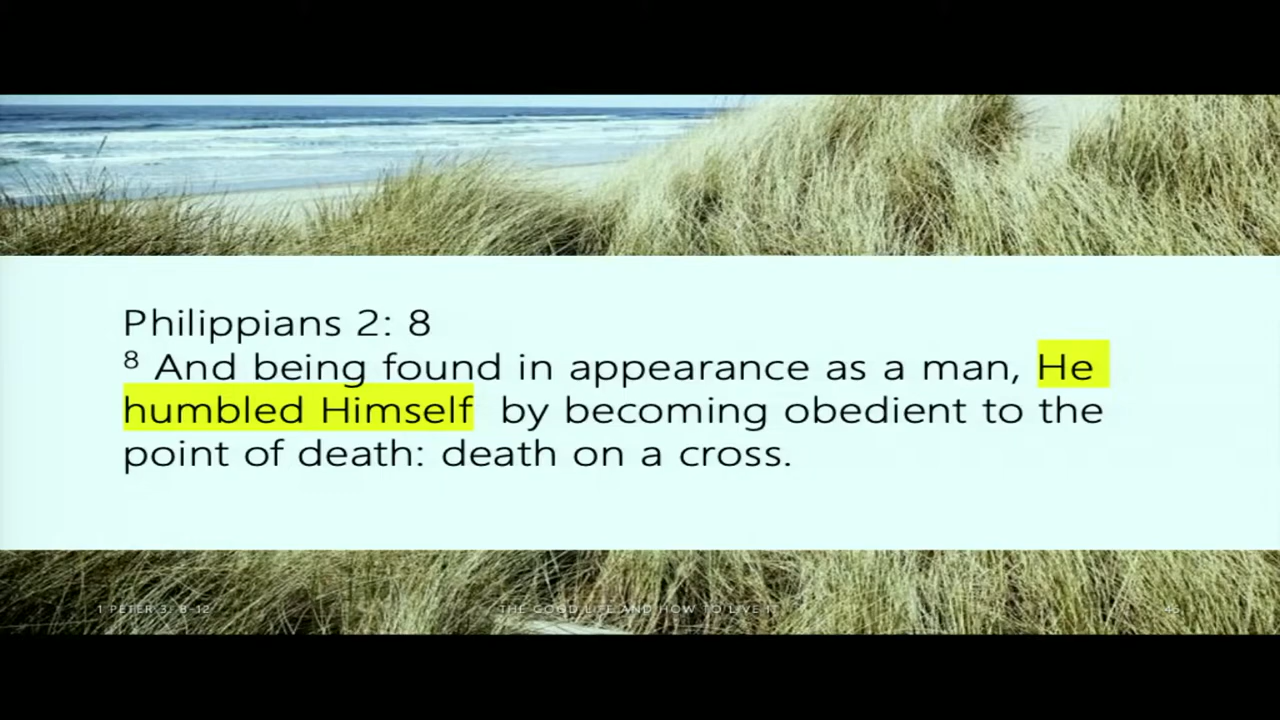 Philippians 2: 8
8 And being found in appearance as a man, He
humbled Himself by becoming obedient to the
point of death: death on a cross.
1 PETER 3: 8-12
THE GOOD LIFE AND HOW TO LIVE IT
46